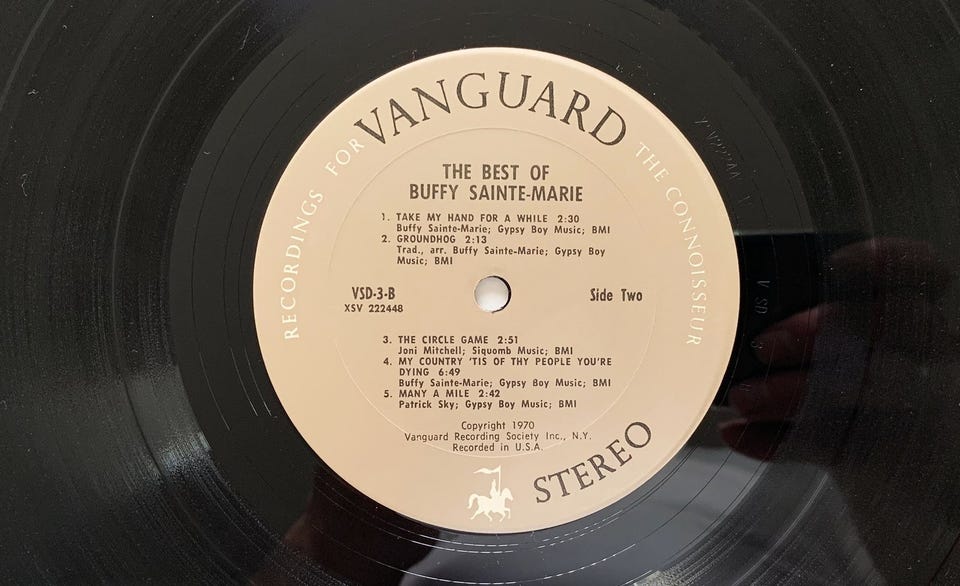 RECORDINGS FOR VANGUARD THE CONNOISSEUR
THE BEST OF
BUFFY SAINTE-MARIE
1. TAKE MY HAND FOR A WHILE 2:30
Buffy Sainte-Marie; Gypsy Boy Music; BMI
2. GROUNDHOG 2:13
Trad., arr. Buffy Sainte-Marie; Gypsy Boy
Music; BMI
VSD-3-B
XSV 222448
Side Two
3. THE CIRCLE GAME 2:51
Joni Mitchell; Siquomb Music; BMI
4. MY COUNTRY 'TIS OF THY PEOPLE YOU'RE
DYING 6:49
Buffy Sainte-Marie; Gypsy Boy Music; BMI
5. MANY A MILE 2:42
Patrick Sky; Gypsy Boy Music; BMI
Copyright 1970
Vanguard Recording Society Inc., N.Y.
Recorded in U.S.A.
STEREO